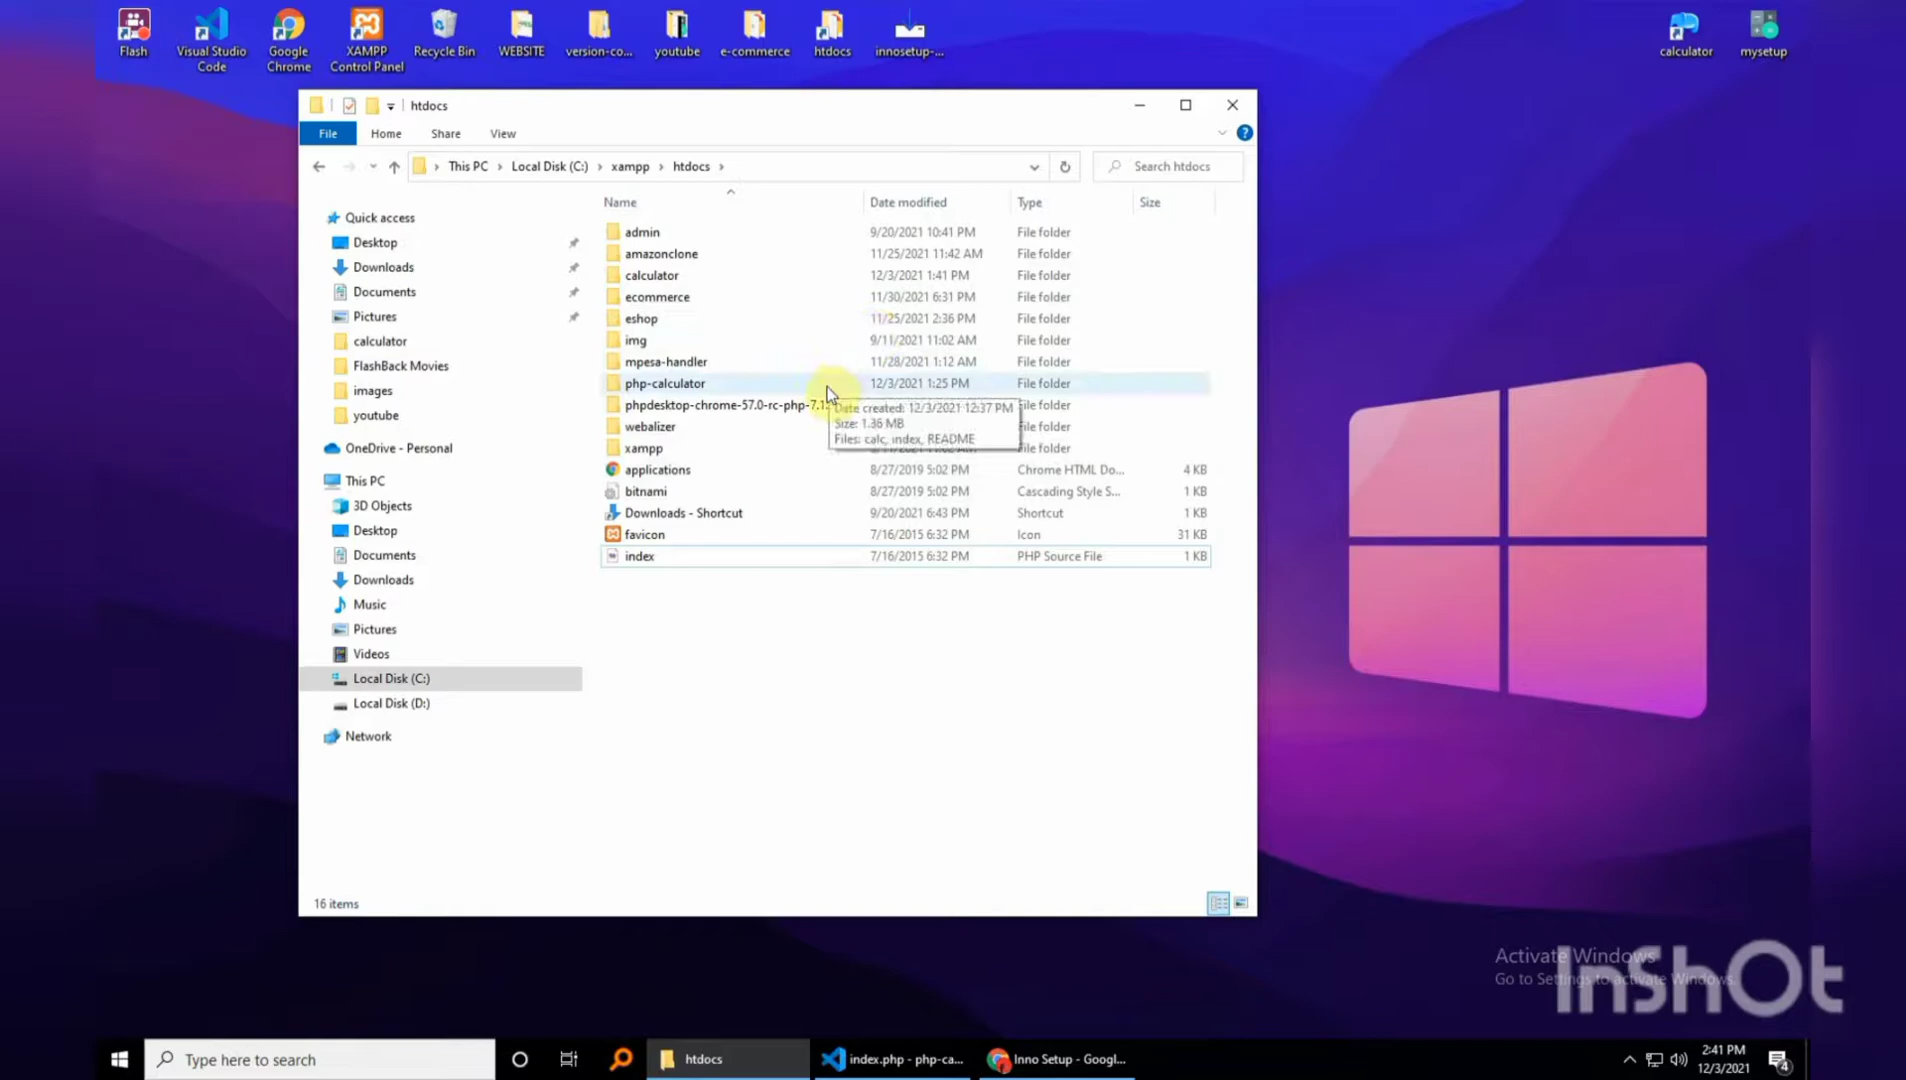 Flash
Visual Studio Code
Google Chrome
XAMPP Control Panel
Recycle Bin
WEBSITE
version-co...
youtube
e-commerce
htdocs
innosetup-...
calculator
mysetup
htdocs
File Home Share View
This PC Local Disk (C:) xampp htdocs
Search htdocs
Name Date modified Type Size
Quick access
Desktop
Downloads
Documents
Pictures
calculator
FlashBack Movies
images
youtube
OneDrive - Personal
This PC
3D Objects
Desktop
Documents
Downloads
Music
Pictures
Videos
Local Disk (C:)
Local Disk (D:)
Network
admin 9/20/2021 10:41 PM File folder
amazonclone 11/25/2021 11:42 AM File folder
calculator 12/3/2021 1:41 PM File folder
ecommerce 11/30/2021 6:31 PM File folder
eshop 11/25/2021 2:36 PM File folder
img 9/11/2021 11:02 AM File folder
mpesa-handler 11/28/2021 1:12 AM File folder
php-calculator 12/3/2021 1:25 PM File folder
phpdesktop-chrome-57.0-rc-php-7.1. File folder
webalizer File folder
xampp 11:02 AM File folder
applications 8/27/2019 5:02 PM Chrome HTML Do... 4 KB
bitnami 8/27/2019 5:02 PM Cascading Style S... 1 KB
Downloads - Shortcut 9/20/2021 6:43 PM Shortcut 1 KB
favicon 7/16/2015 6:32 PM Icon 31 KB
index 7/16/2015 6:32 PM PHP Source File 1 KB
Date created: 12/3/2021 12:37 PM
Size: 1.36 MB
Files: calc, index, README
16 items
Activate Windows
Go to Settings to activate Windows.
InShOt
Type here to search
htdocs
index.php - php-ca...
Inno Setup - Googl...
2:41 PM
12/3/2021
4